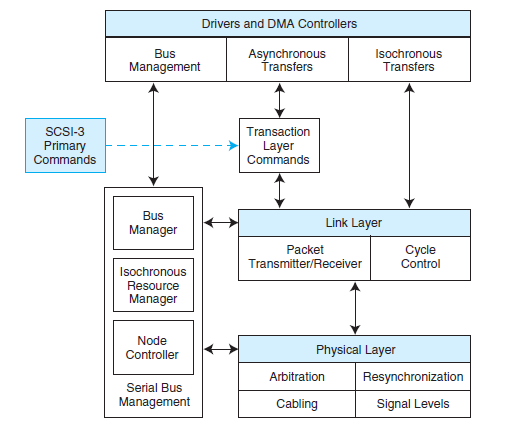 Drivers and DMA Controllers
Bus
Management
Asynchronous
Transfers
Isochronous
Transfers
SCSI-3
Primary
Commands
Transaction
Layer
Commands
Bus
Manager
Isochronous
Resource
Manager
Node
Controller
Serial Bus
Management
Link Layer
Packet
Transmitter/Receiver
Cycle
Control
Physical Layer
Arbitration
Resynchronization
Cabling
Signal Levels